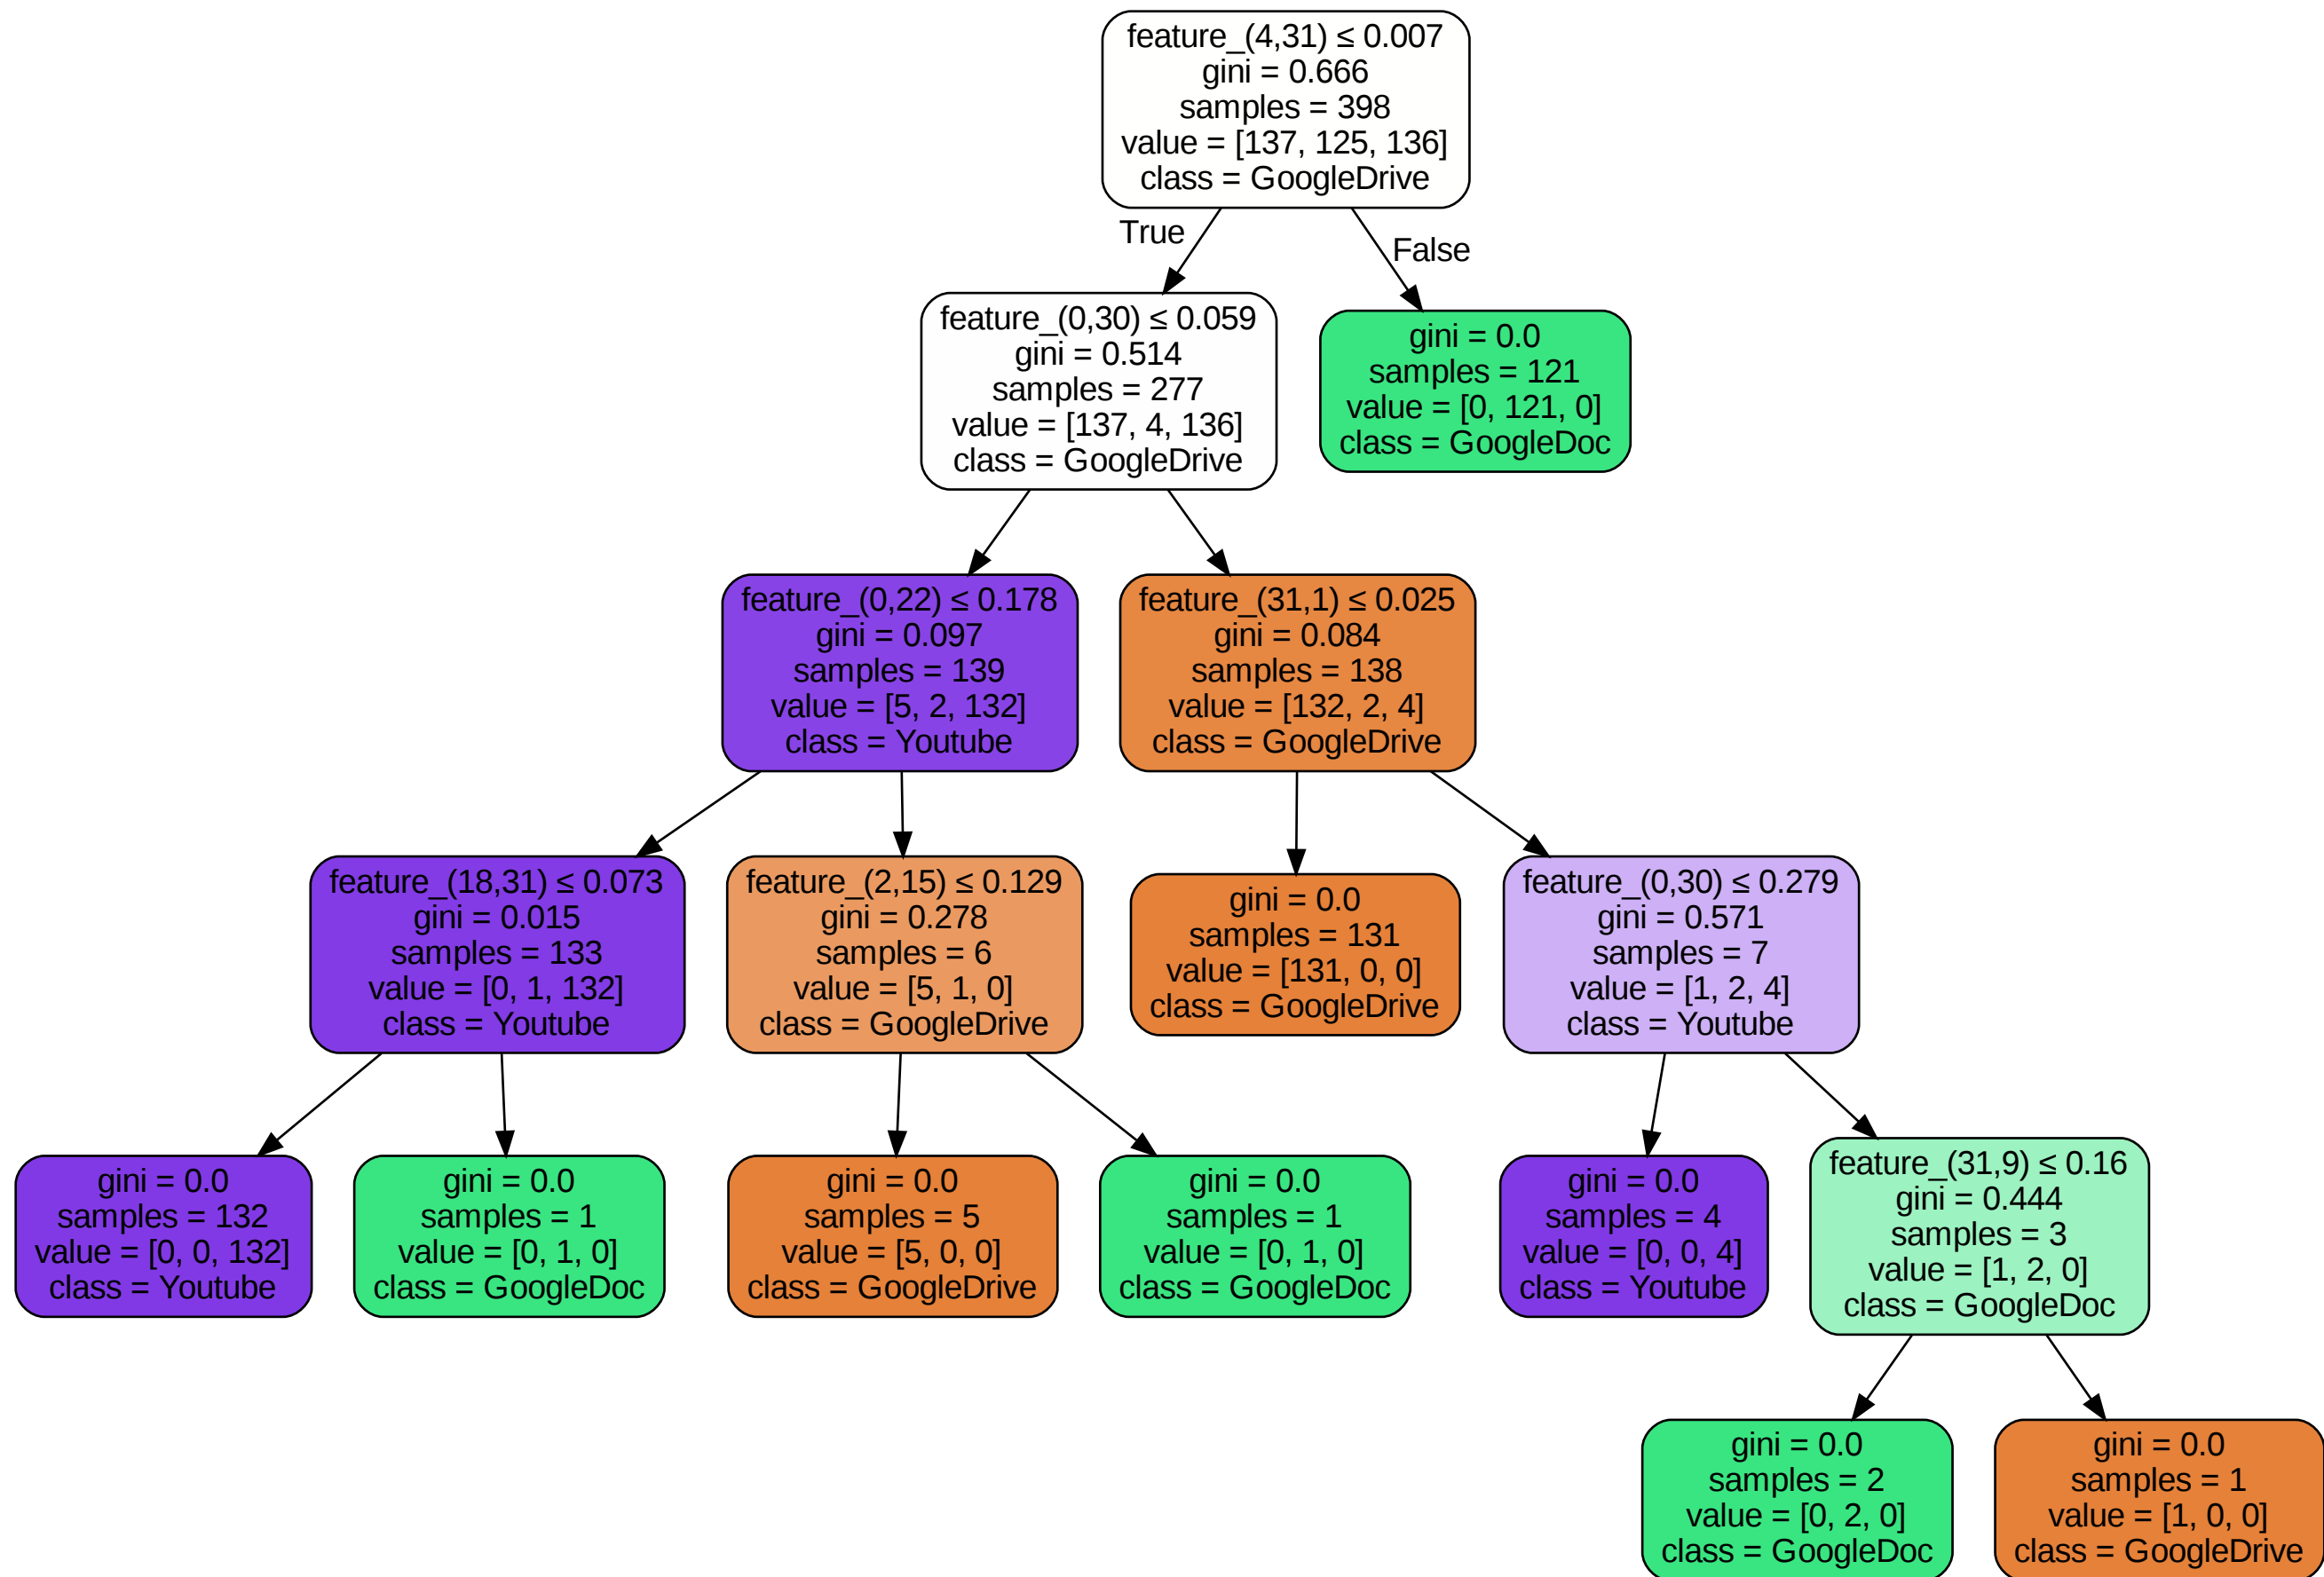 feature_(4,31) ≤ 0.007
gini = 0.666
samples = 398
value = [137, 125, 136]
class = GoogleDrive
True
False
feature_(0,30) ≤ 0.059
gini = 0.514
samples = 277
value = [137, 4, 136]
class = GoogleDrive
gini = 0.0
samples = 121
value = [0, 121, 0]
class = GoogleDoc
feature_(0,22) ≤ 0.178
gini = 0.097
samples = 139
value = [5, 2, 132]
class = Youtube
feature_(31,1) ≤ 0.025
gini = 0.084
samples = 138
value = [132, 2, 4]
class = GoogleDrive
feature_(18,31) ≤ 0.073
gini = 0.015
samples = 133
value = [0, 1, 132]
class = Youtube
feature_(2,15) ≤ 0.129
gini = 0.278
samples = 6
value = [5, 1, 0]
class = GoogleDrive
gini = 0.0
samples = 131
value = [131, 0, 0]
class = GoogleDrive
feature_(0,30) ≤ 0.279
gini = 0.571
samples = 7
value = [1, 2, 4]
class = Youtube
gini = 0.0
samples = 132
value = [0, 0, 132]
class = Youtube
gini = 0.0
samples = 1
value = [0, 1, 0]
class = GoogleDoc
gini = 0.0
samples = 5
value = [5, 0, 0]
class = GoogleDrive
gini = 0.0
samples = 1
value = [0, 1, 0]
class = GoogleDoc
gini = 0.0
samples = 4
value = [0, 0, 4]
class = Youtube
feature_(31,9) ≤ 0.16
gini = 0.444
samples = 3
value = [1, 2, 0]
class = GoogleDoc
gini = 0.0
samples = 2
value = [0, 2, 0]
class = GoogleDoc
gini = 0.0
samples = 1
value = [1, 0, 0]
class = GoogleDrive